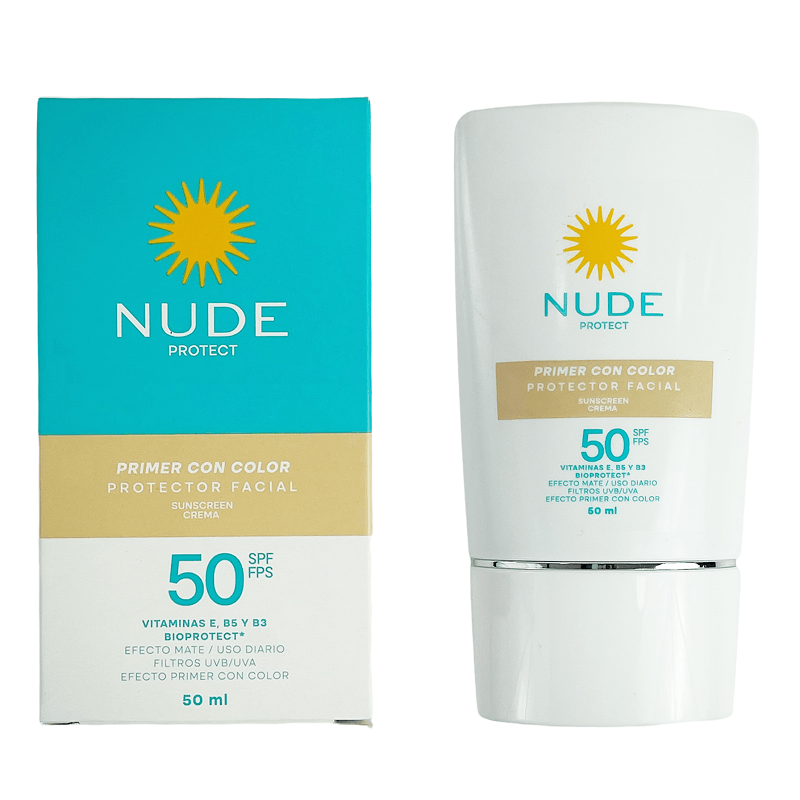 NUDE
PROTECT
PRIMER CON COLOR
PROTECTOR FACIAL
SUNSCREEN
CREMA
50 SPF
FPS
VITAMINAS E, B5 Y B3
BIOPROTECT*
EFECTO MATE / USO DIARIO
FILTROS UVB/UVA
EFECTO PRIMER CON COLOR
50 ml
NUDE
PROTECT
PRIMER CON COLOR
PROTECTOR FACIAL
SUNSCREEN
CREMA
50 SPF
FPS
VITAMINAS E, B5 Y B3
BIOPROTECT*
EFECTO MATE / USO DIARIO
FILTROS UVB/UVA
EFECTO PRIMER CON COLOR
50 ml